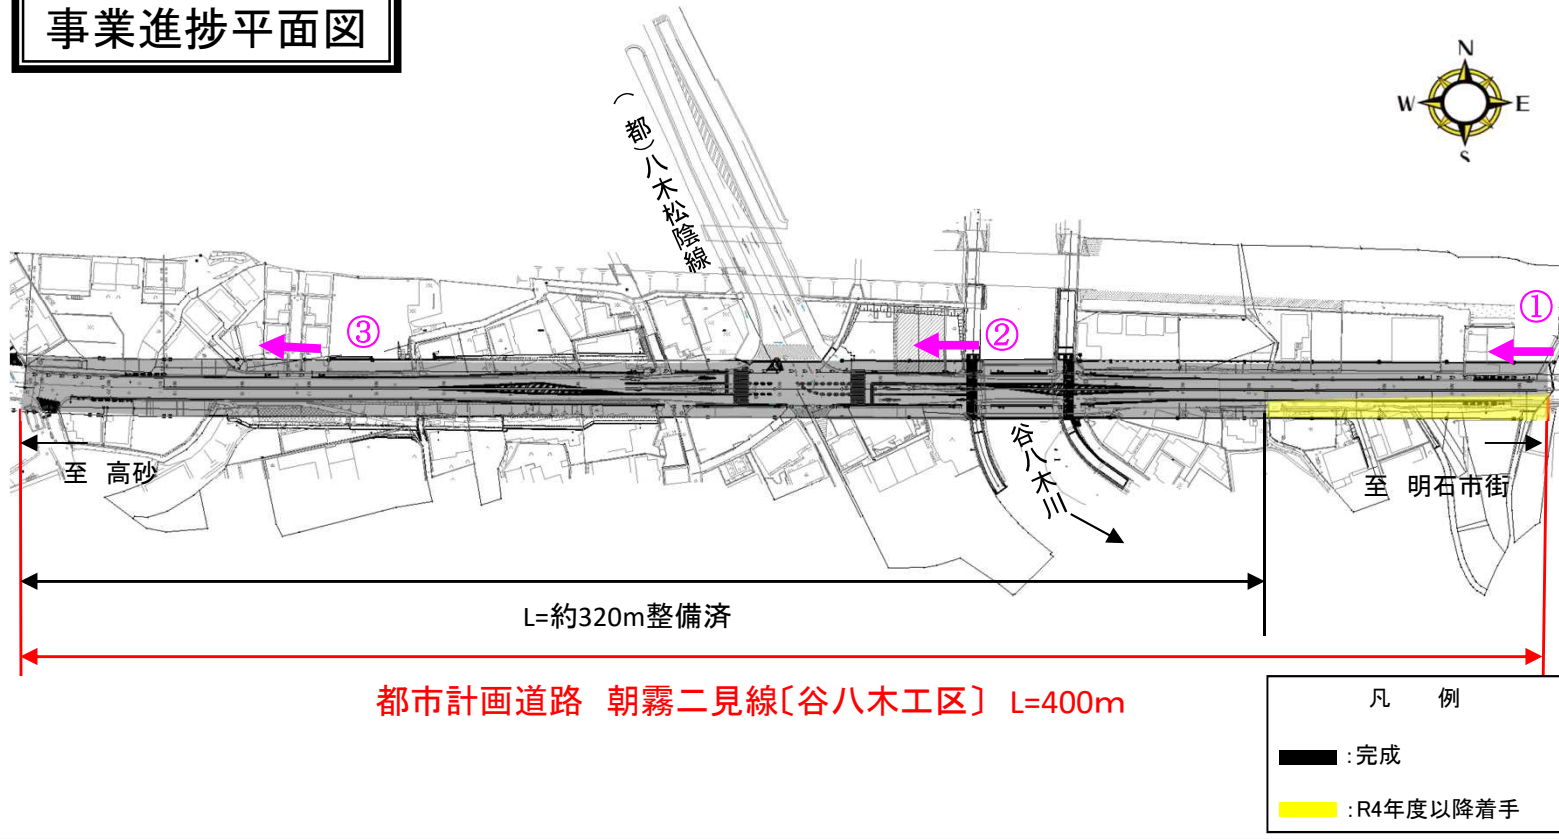 事業進捗平面図
N
W
E
S
(都)八木松陰線
①
②
③
至 高砂
谷八木川
至 明石市街
L=約320m整備済
都市計画道路 朝霧二見線〔谷八木工区〕 L=400m
凡 例
:完成
:R4年度以降着手